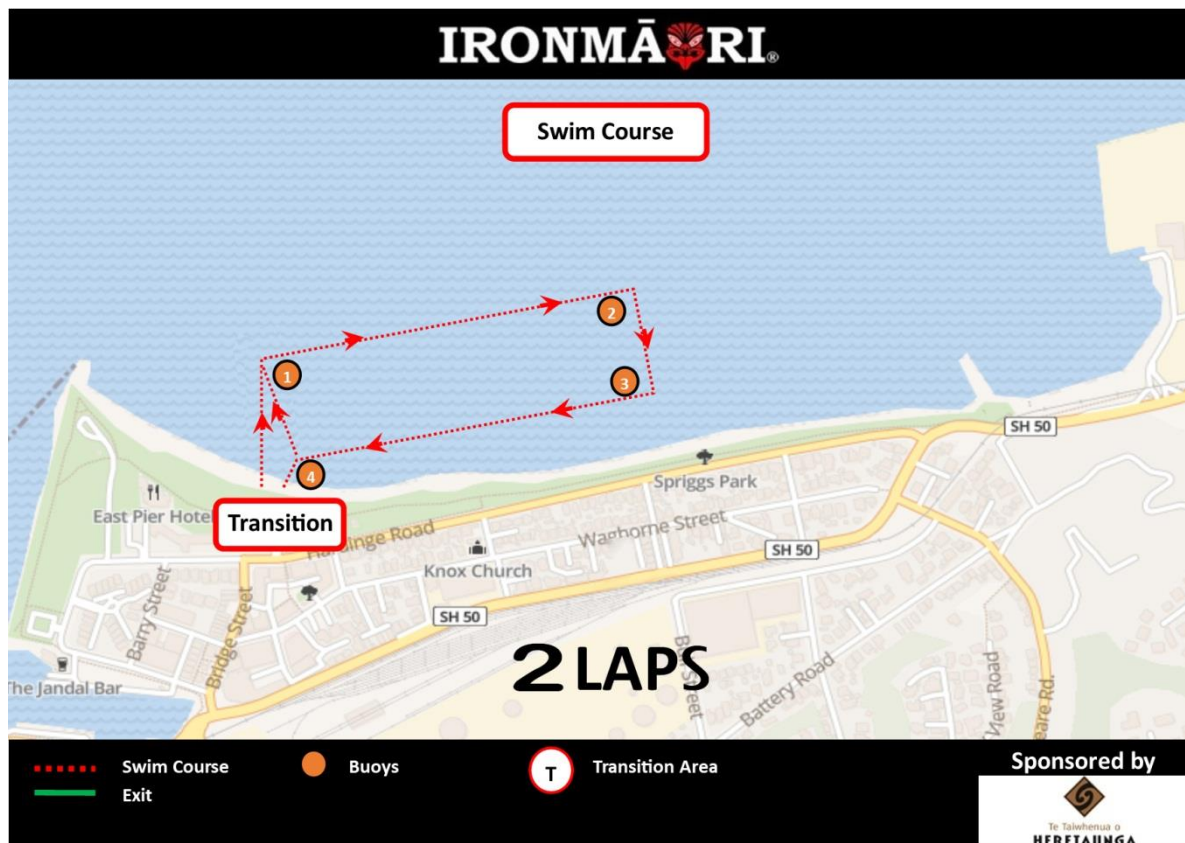 IRONMĀORI®
Swim Course
1
2
3
4
SH 50
Spriggs Park
East Pier Hotel
Transition
Waghorne Street
SH 50
Knox Church
SH 50
Barry Street
Bridge Street
2 LAPS
The Jandal Bar
Battery Road
View Road
Swim Course
Buoys
T
Transition Area
Exit
Sponsored by
Te Taiwhenua o
HERETAUNGA